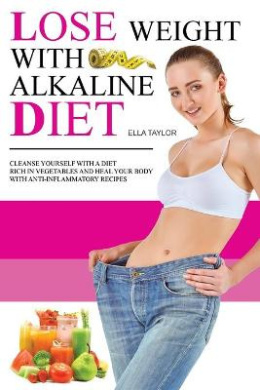 LOSE WEIGHT
WITH
ALKALINE
DIET
ELLA TAYLOR
CLEANSE YOURSELF WITH A DIET
RICH IN VEGETABLES AND HEAL YOUR BODY
WITH ANTI-INFLAMMATORY RECIPES